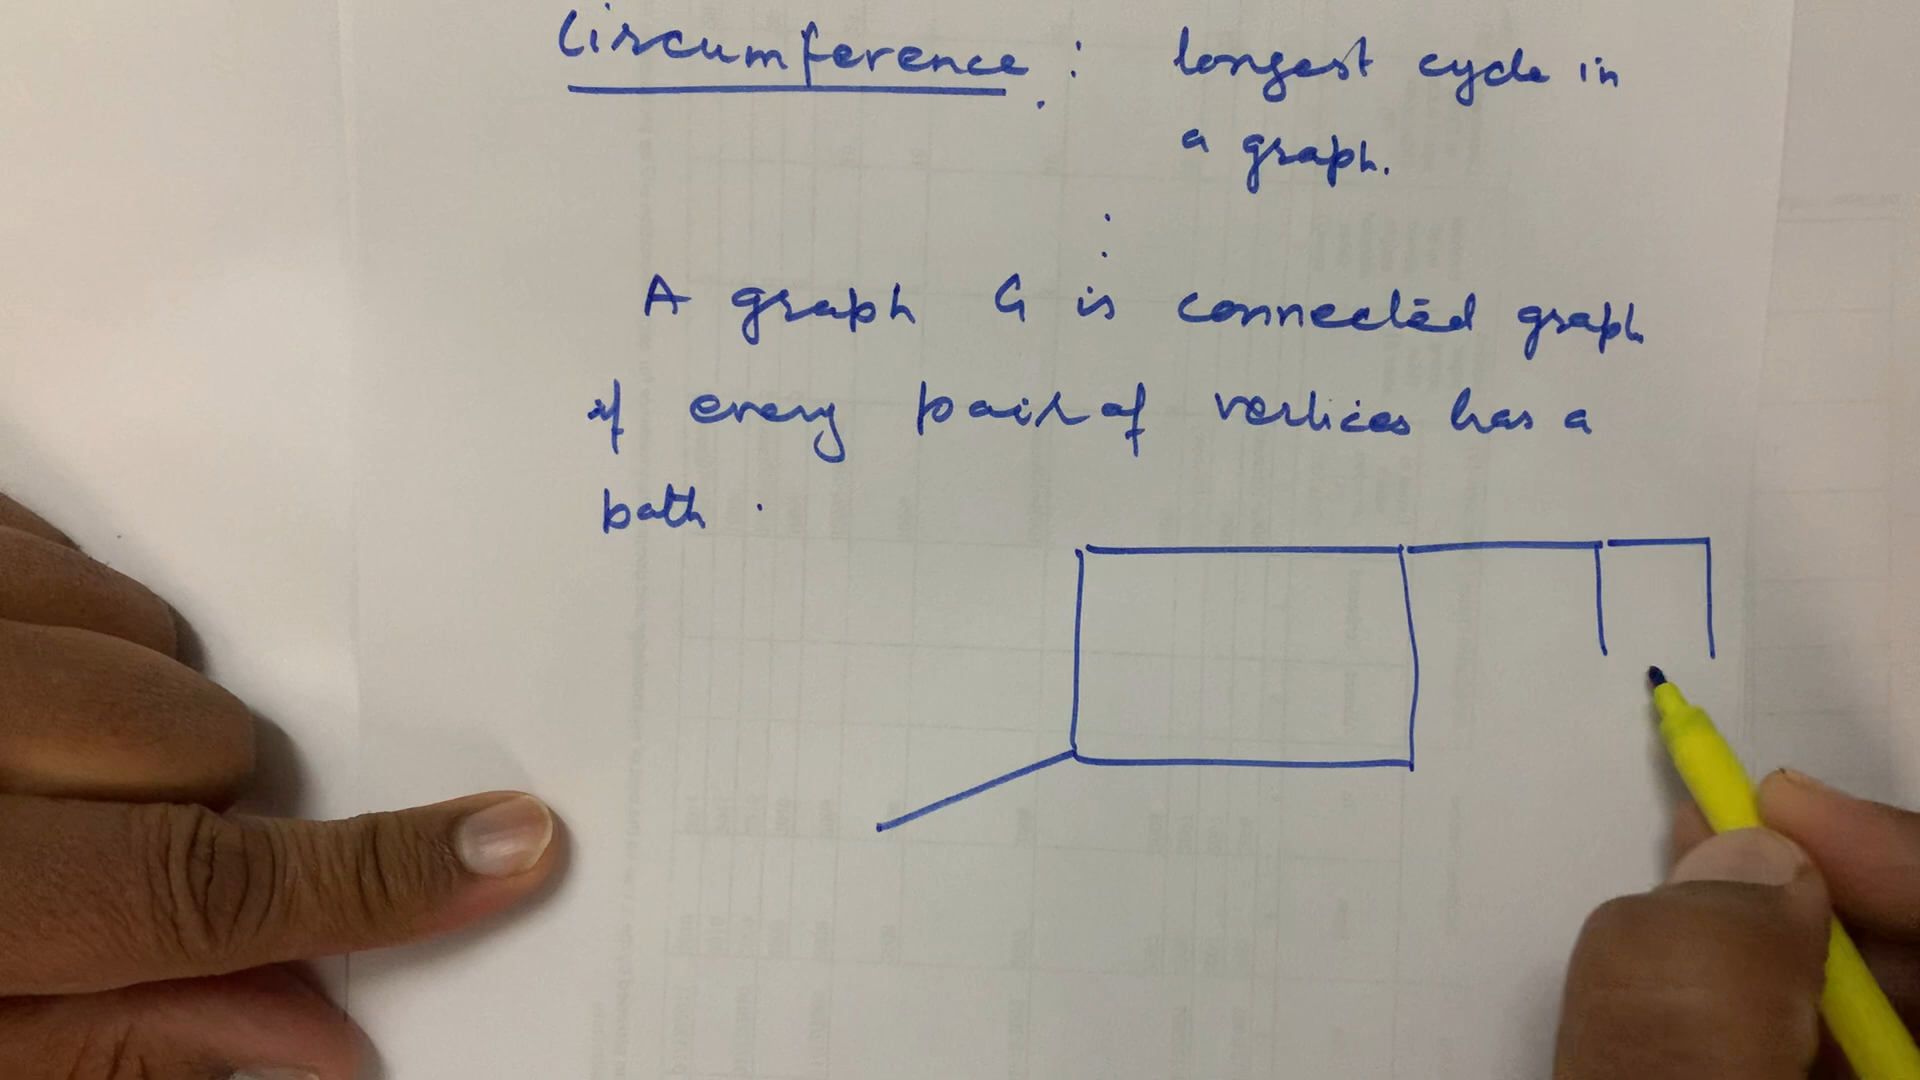 Circumference : longest cycle in
a graph.
A graph G is connected graph
if every pair of vertices has a
path .